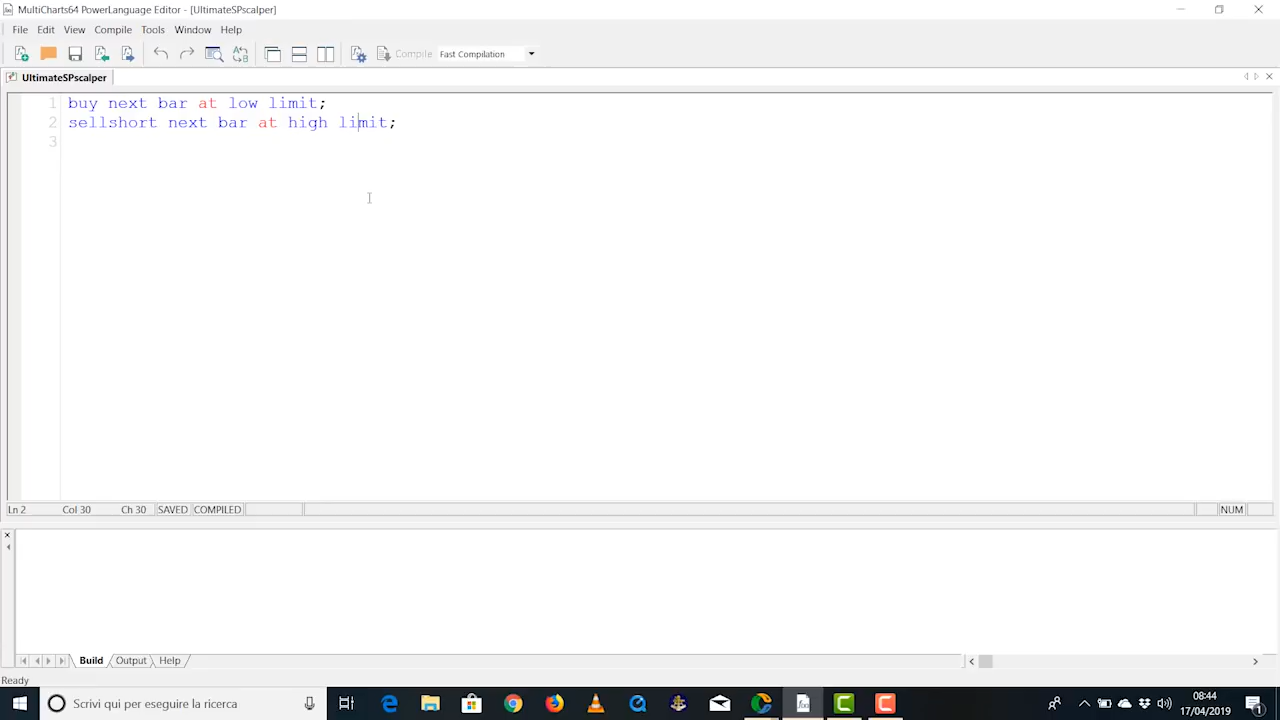 MultiCharts64 PowerLanguage Editor - [UltimateSPscalper]
File Edit View Compile Tools Window Help
Compile Fast Compilation
UltimateSPscalper
1 buy next bar at low limit;
2 sellshort next bar at high limit;
3
Ln 2 Col 30 Ch 30 SAVED COMPILED NUM
Build Output Help
Ready
Scrivi qui per eseguire la ricerca
08:44
17/04/2019
1